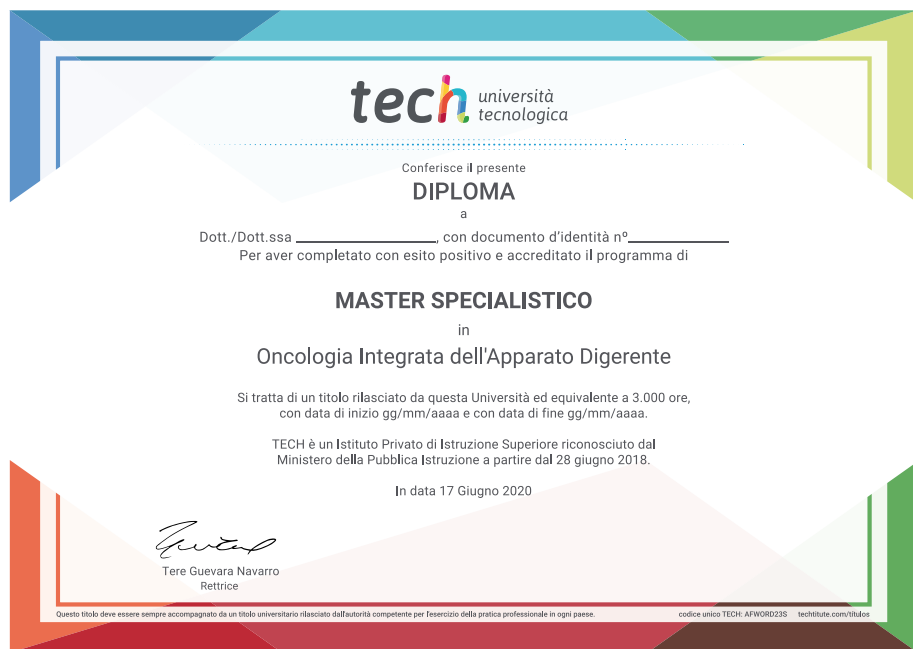 tech università
tecnologica
Conferisce il presente
DIPLOMA
a
Dott./Dott.ssa ________________, con documento d'identità nº____________
Per aver completato con esito positivo e accreditato il programma di
MASTER SPECIALISTICO
in
Oncologia Integrata dell'Apparato Digerente
Si tratta di un titolo rilasciato da questa Università ed equivalente a 3.000 ore,
con data di inizio gg/mm/aaaa e con data di fine gg/mm/aaaa.
TECH è un Istituto Privato di Istruzione Superiore riconosciuto dal
Ministero della Pubblica Istruzione a partire dal 28 giugno 2018.
In data 17 Giugno 2020
Tere Guevara Navarro
Rettrice
Questo titolo deve essere sempre accompagnato da un titolo universitario rilasciato dall'autorità competente per l'esercizio della pratica professionale in ogni paese. codice unico TECH: AFWORD23S techtitute.com/titulos